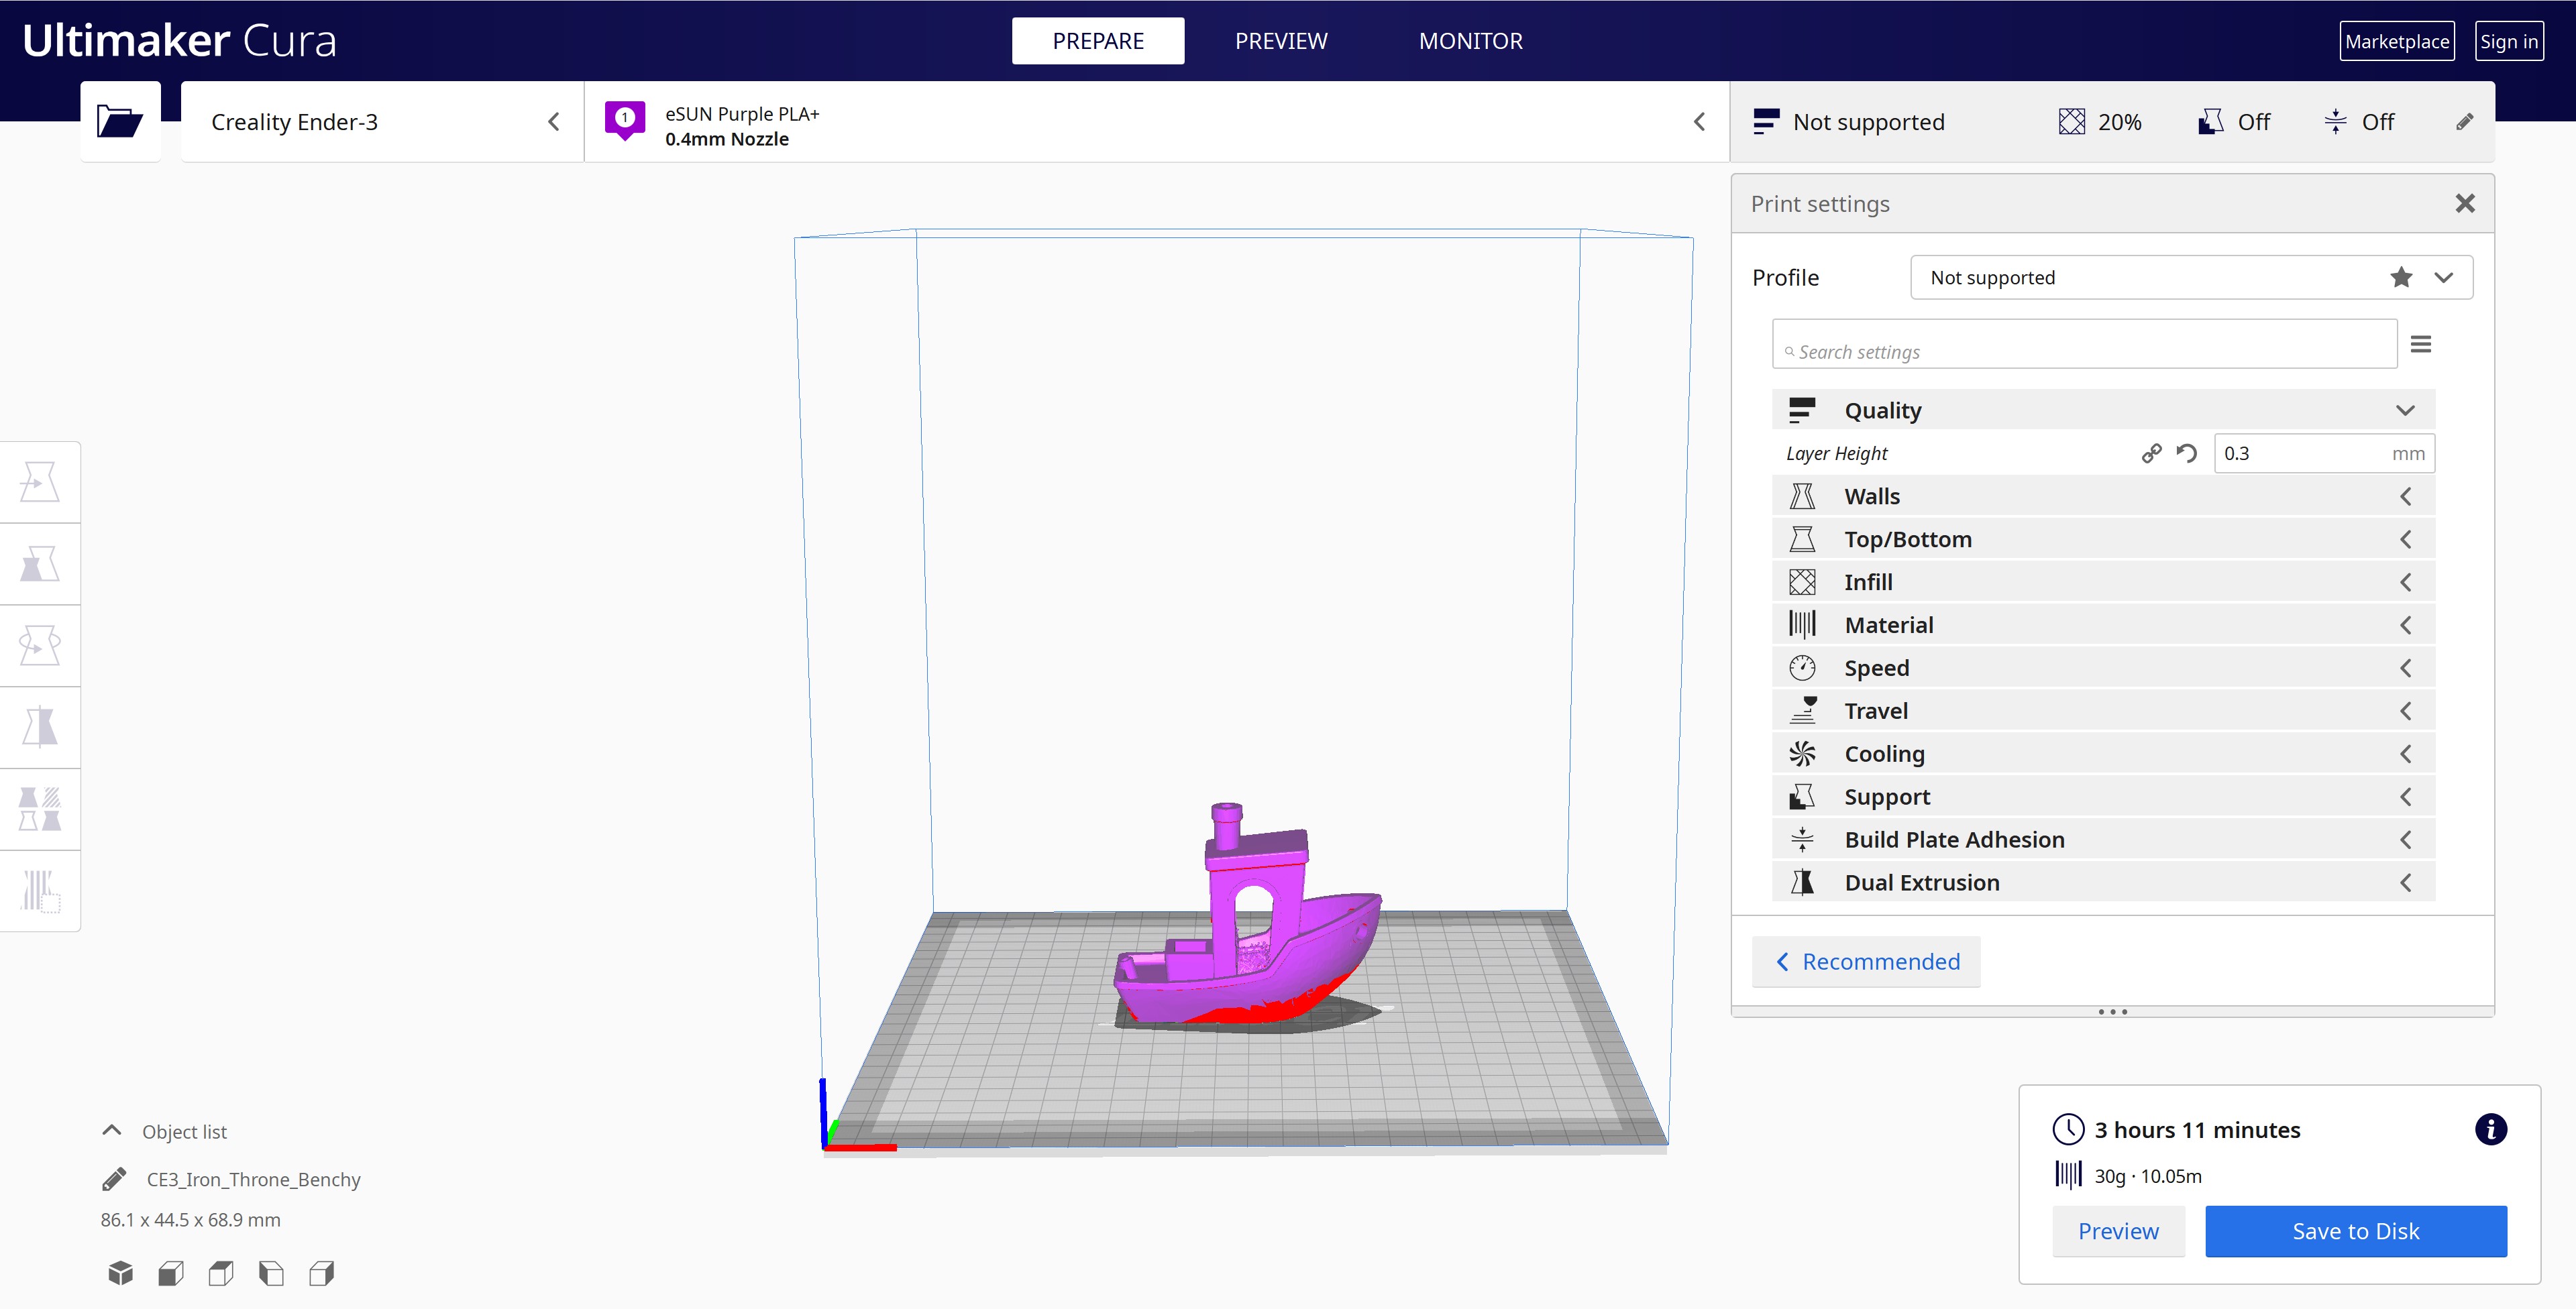 Ultimaker Cura
PREPARE
PREVIEW
MONITOR
Marketplace
Sign in
Creality Ender-3
1
eSUN Purple PLA+
0.4mm Nozzle
Not supported
20%
Off
Off
Print settings
Profile
Not supported
Search settings
Quality
Layer Height
0.3 mm
Walls
Top/Bottom
Infill
Material
Speed
Travel
Cooling
Support
Build Plate Adhesion
Dual Extrusion
Recommended
Object list
CE3_Iron_Throne_Benchy
86.1 x 44.5 x 68.9 mm
3 hours 11 minutes
i
30g · 10.05m
Preview
Save to Disk